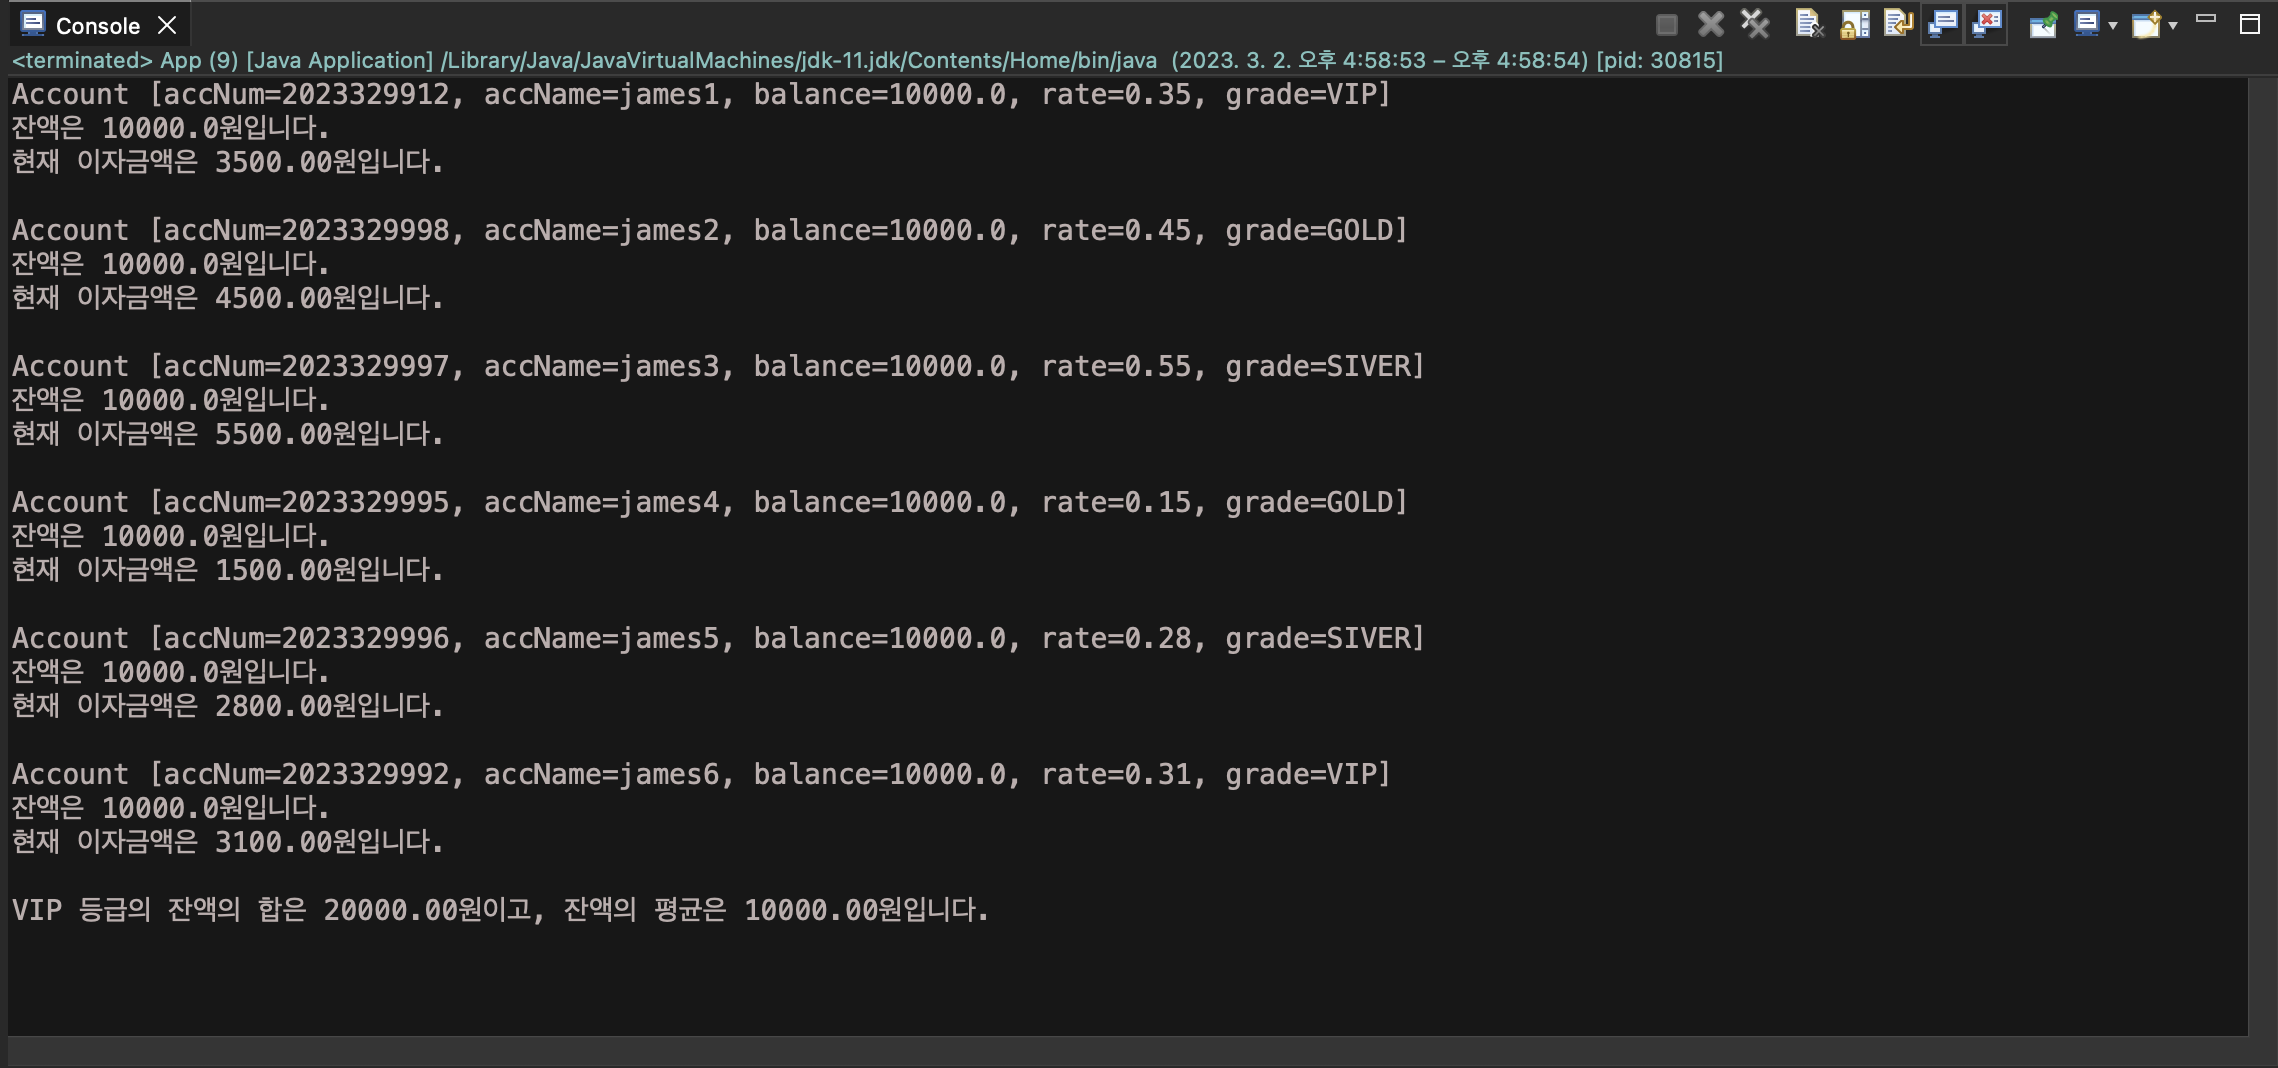 Console
<terminated> App (9) [Java Application] /Library/Java/JavaVirtualMachines/jdk-11.jdk/Contents/Home/bin/java  (2023. 3. 2. 오후 4:58:53 – 오후 4:58:54) [pid: 30815]
Account [accNum=2023329912, accName=james1, balance=10000.0, rate=0.35, grade=VIP]
잔액은 10000.0원입니다.
현재 이자금액은 3500.00원입니다.
Account [accNum=2023329998, accName=james2, balance=10000.0, rate=0.45, grade=GOLD]
잔액은 10000.0원입니다.
현재 이자금액은 4500.00원입니다.
Account [accNum=2023329997, accName=james3, balance=10000.0, rate=0.55, grade=SIVER]
잔액은 10000.0원입니다.
현재 이자금액은 5500.00원입니다.
Account [accNum=2023329995, accName=james4, balance=10000.0, rate=0.15, grade=GOLD]
잔액은 10000.0원입니다.
현재 이자금액은 1500.00원입니다.
Account [accNum=2023329996, accName=james5, balance=10000.0, rate=0.28, grade=SIVER]
잔액은 10000.0원입니다.
현재 이자금액은 2800.00원입니다.
Account [accNum=2023329992, accName=james6, balance=10000.0, rate=0.31, grade=VIP]
잔액은 10000.0원입니다.
현재 이자금액은 3100.00원입니다.
VIP 등급의 잔액의 합은 20000.00원이고, 잔액의 평균은 10000.00원입니다.